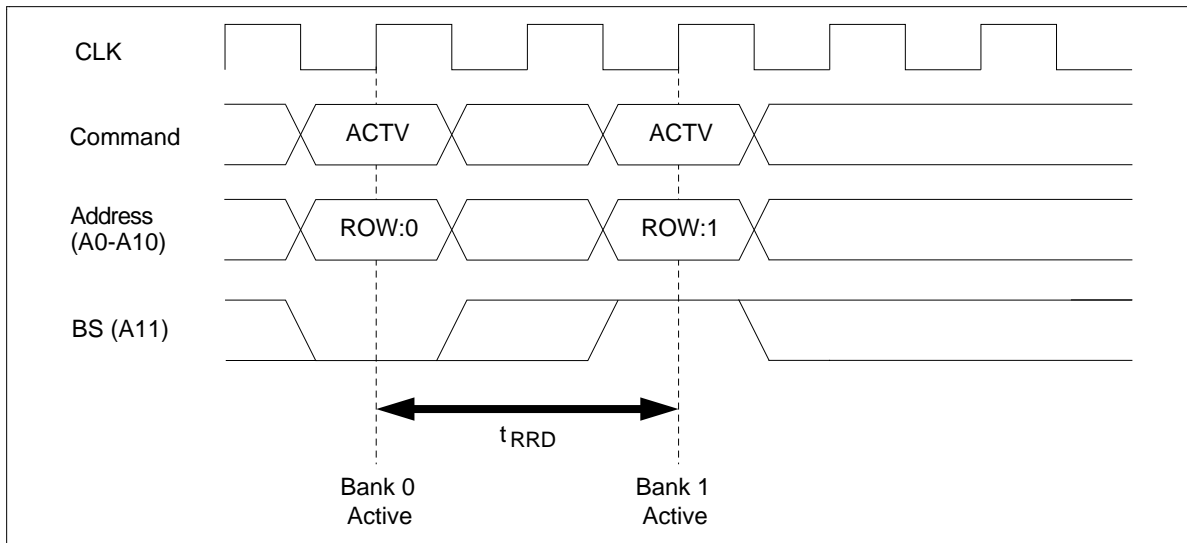 CLK
Command
ACTV
ACTV
Address
(A0-A10)
ROW:0
ROW:1
BS (A11)
tRRD
Bank 0
Active
Bank 1
Active